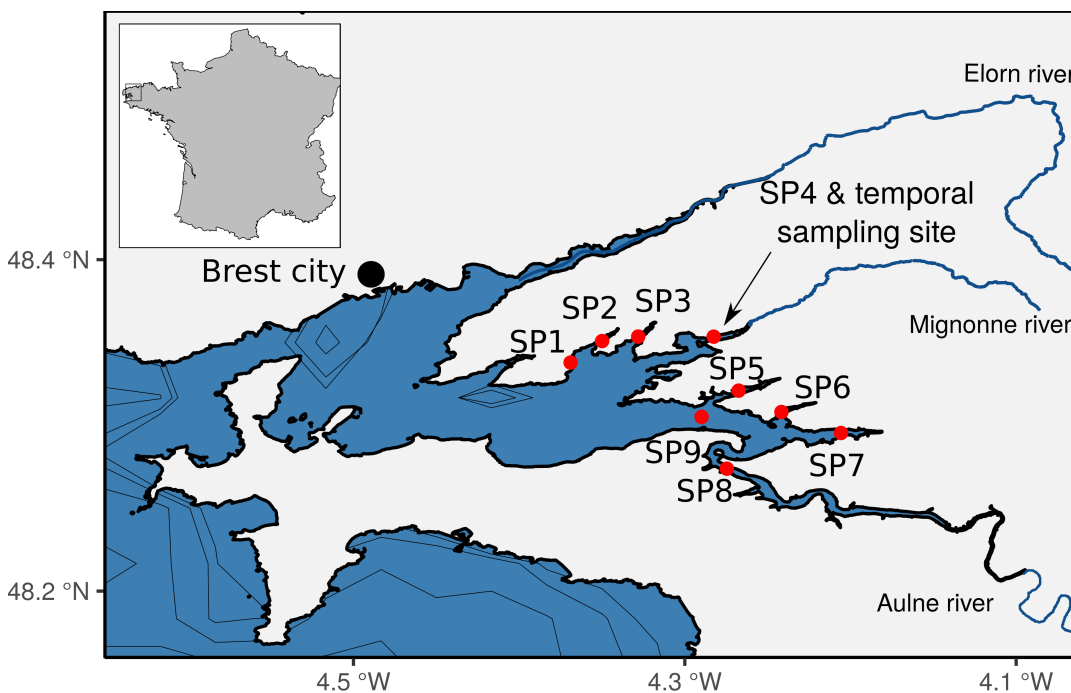 Elorn river
SP4 & temporal
sampling site
48.4 °N
Brest city
SP2
SP3
SP1
Mignonne river
SP5
SP6
SP9
SP7
SP8
48.2 °N
Aulne river
4.5 °W
4.3 °W
4.1 °W